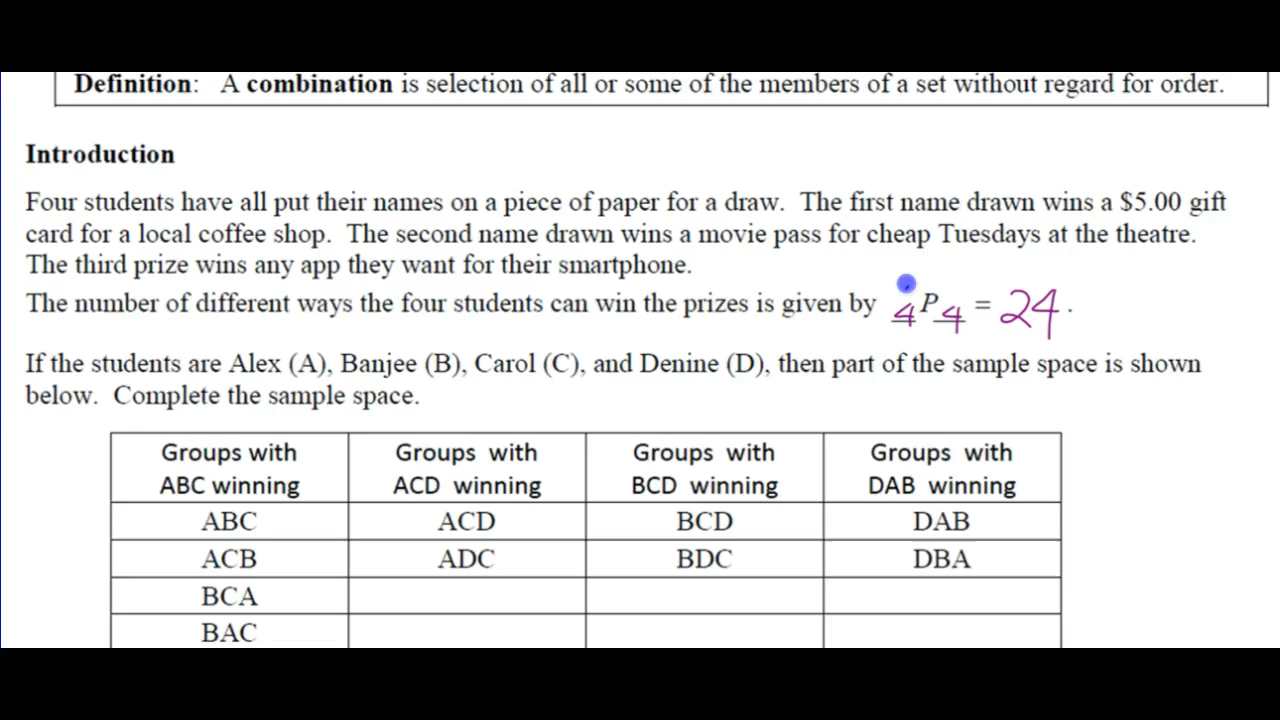 Definition: A combination is selection of all or some of the members of a set without regard for order.
Introduction
Four students have all put their names on a piece of paper for a draw. The first name drawn wins a $5.00 gift
card for a local coffee shop. The second name drawn wins a movie pass for cheap Tuesdays at the theatre.
The third prize wins any app they want for their smartphone.
The number of different ways the four students can win the prizes is given by 4P4 = 24.
If the students are Alex (A), Banjee (B), Carol (C), and Denine (D), then part of the sample space is shown
below. Complete the sample space.
Groups with Groups with Groups with Groups with
ABC winning ACD winning BCD winning DAB winning
ABC ACD BCD DAB
ACB ADC BDC DBA
BCA
BAC